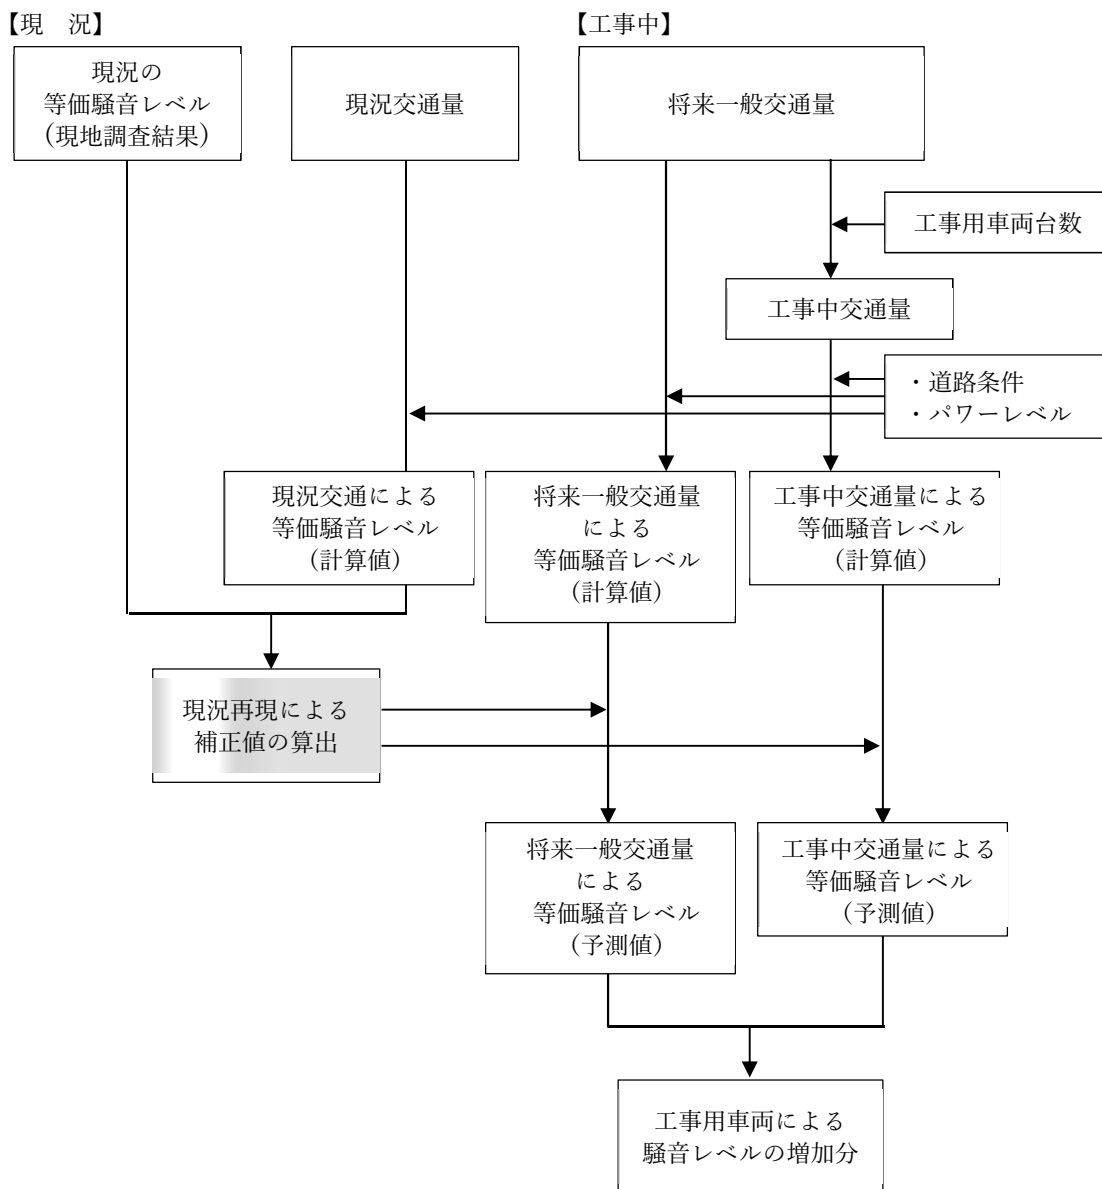 【現　況】
【工事中】
現況の
等価騒音レベル
(現地調査結果)
現況交通量
将来一般交通量
工事用車両台数
工事中交通量
・道路条件
・パワーレベル
現況交通による
等価騒音レベル
(計算値)
将来一般交通量
による
等価騒音レベル
(計算値)
工事中交通量による
等価騒音レベル
(計算値)
現況再現による
補正値の算出
将来一般交通量
による
等価騒音レベル
(予測値)
工事中交通量による
等価騒音レベル
(予測値)
工事用車両による
騒音レベルの増加分